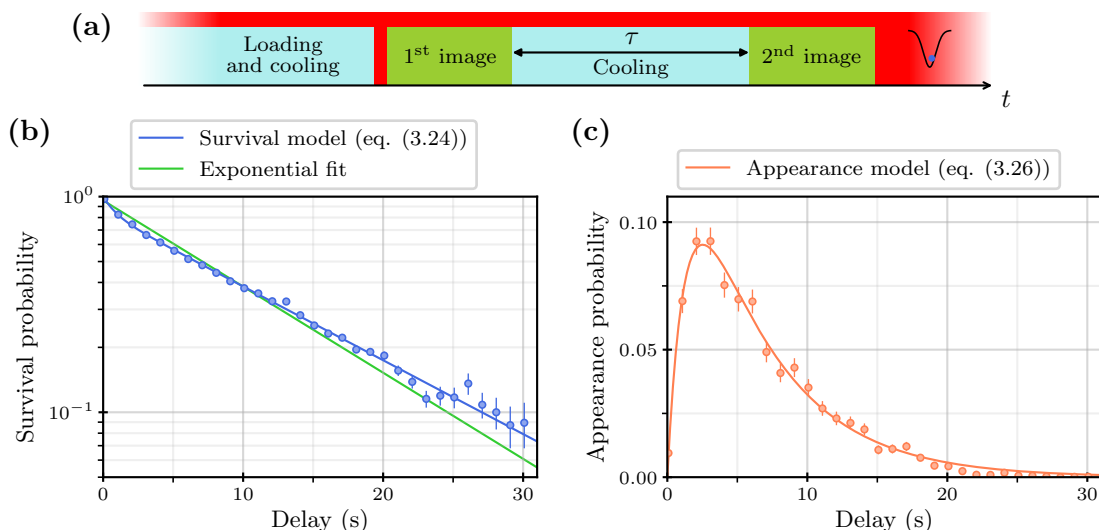 (a)
Loading
and cooling
1st image
τ
Cooling
2nd image
t
(b)
Survival model (eq. (3.24))
Exponential fit
Survival probability
10^0
10^−1
0
10
20
30
Delay (s)
(c)
Appearance model (eq. (3.26))
Appearance probability
0.10
0.05
0.00
0
10
20
30
Delay (s)